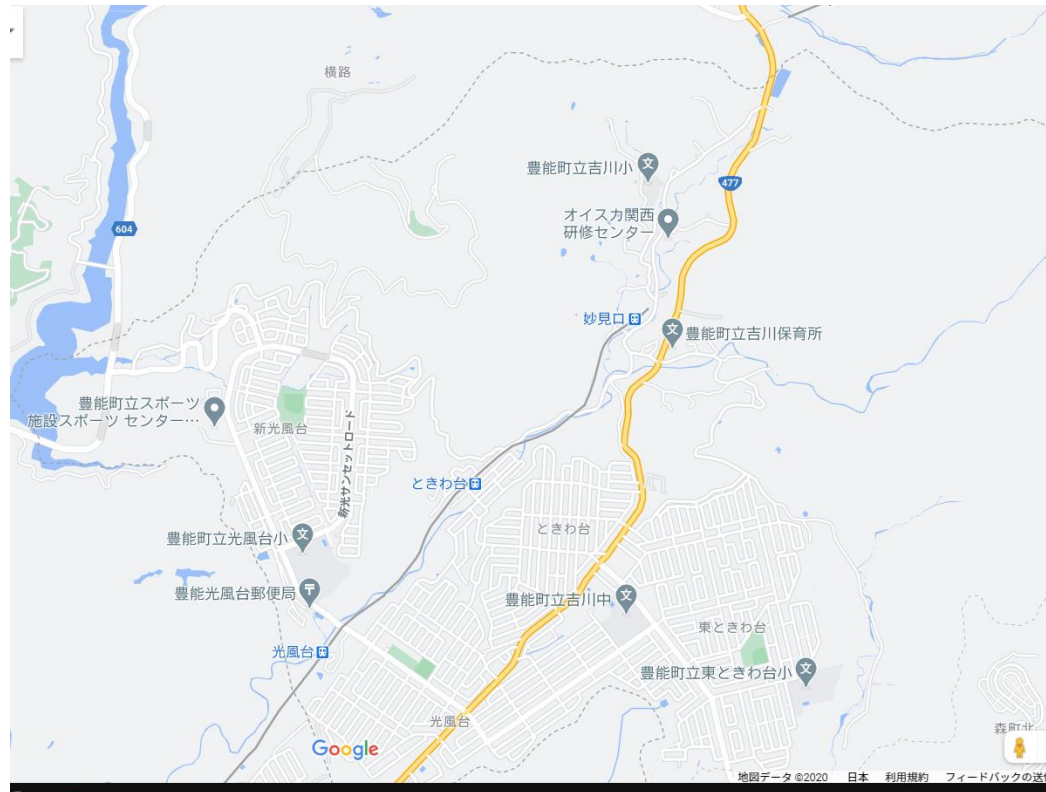 横路
豊能町立吉川小
477
オイスカ関西
研修センター
604
妙見口
豊能町立吉川保育所
豊能町立スポーツ
施設スポーツ センター…
新光風台
新光サンセットロード
ときわ台
ときわ台
豊能町立光風台小
豊能光風台郵便局
豊能町立吉川中
東ときわ台
光風台
豊能町立東ときわ台小
光風台
森町北
Google
地図データ ©2020 日本 利用規約 フィードバックの送信